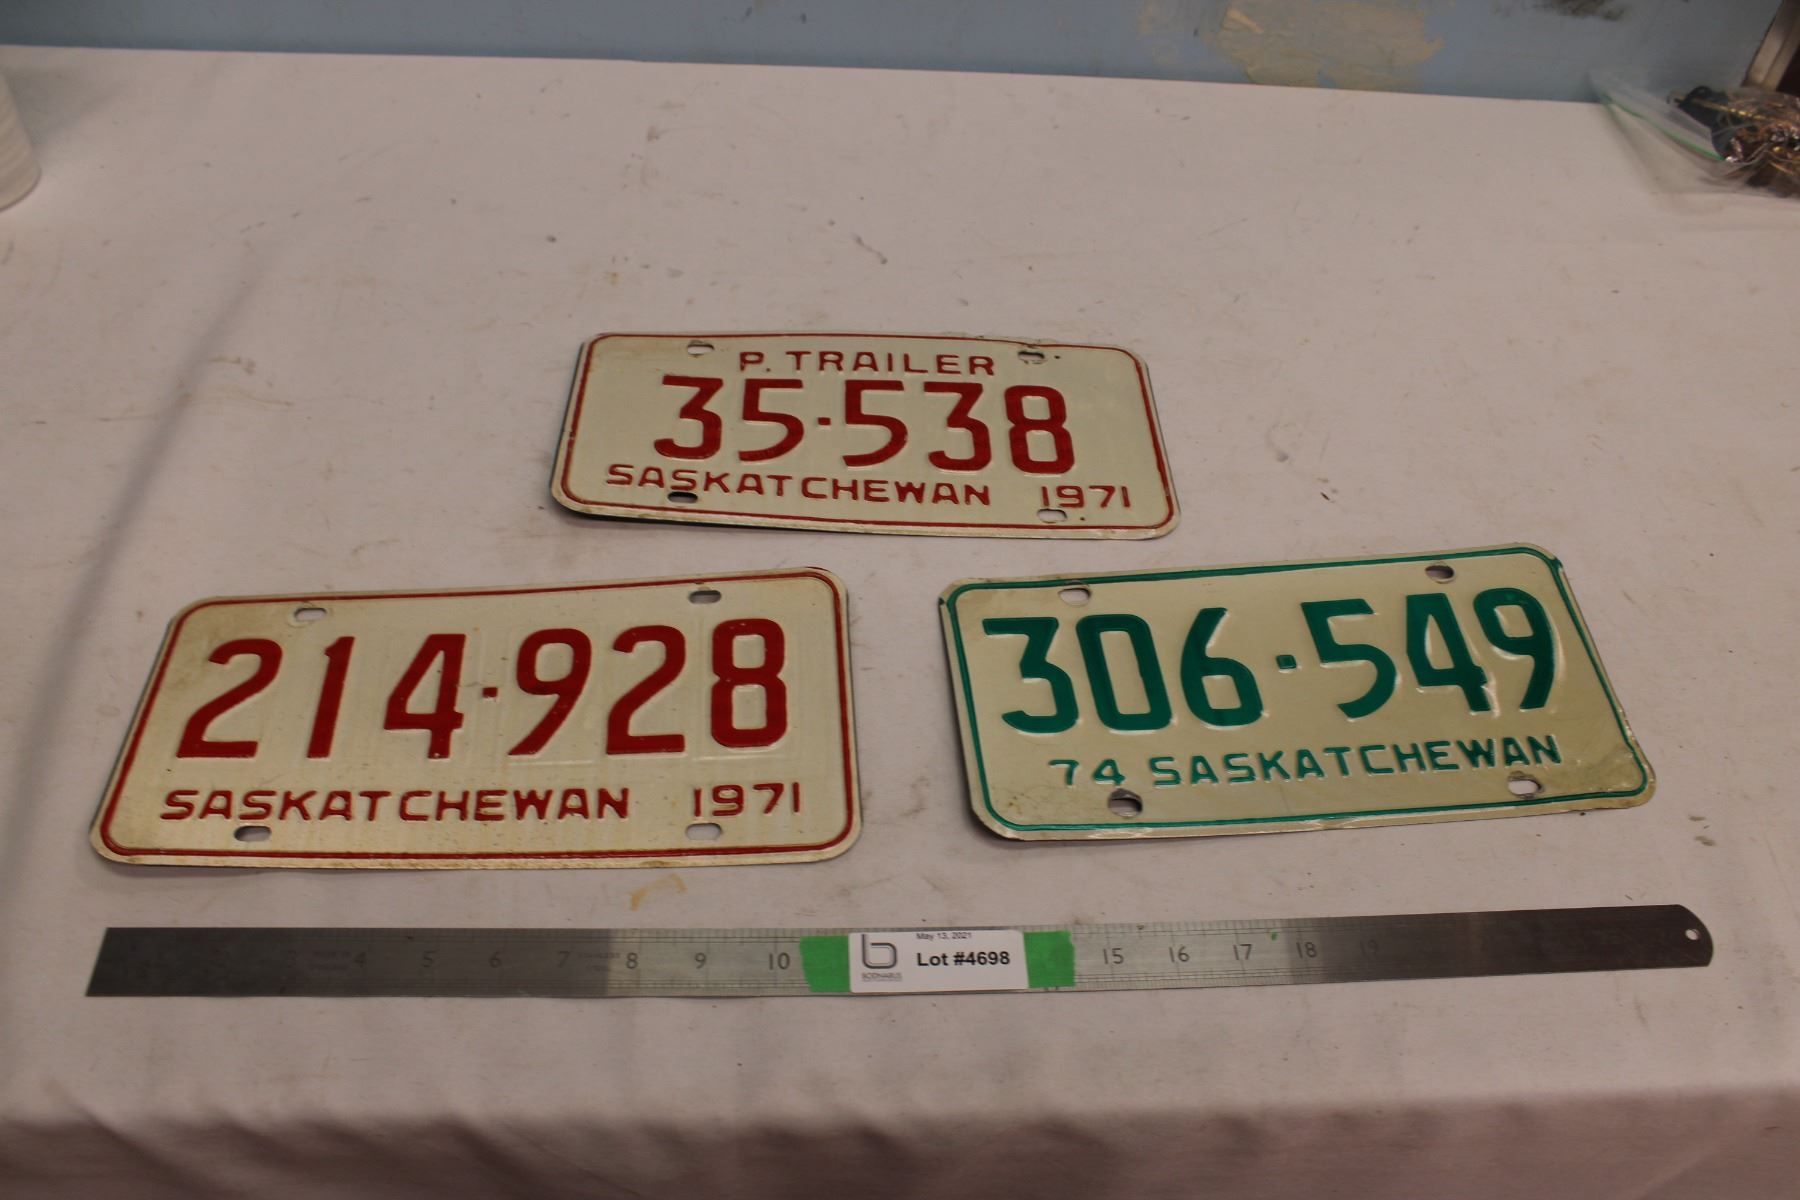 P. TRAILER
35·538
SASKATCHEWAN 1971
214·928
SASKATCHEWAN 1971
306·549
74 SASKATCHEWAN
4 5 6 7 8 9 10 15 16 17 18 19
May 13, 2021
Lot #4698
BODNARUS